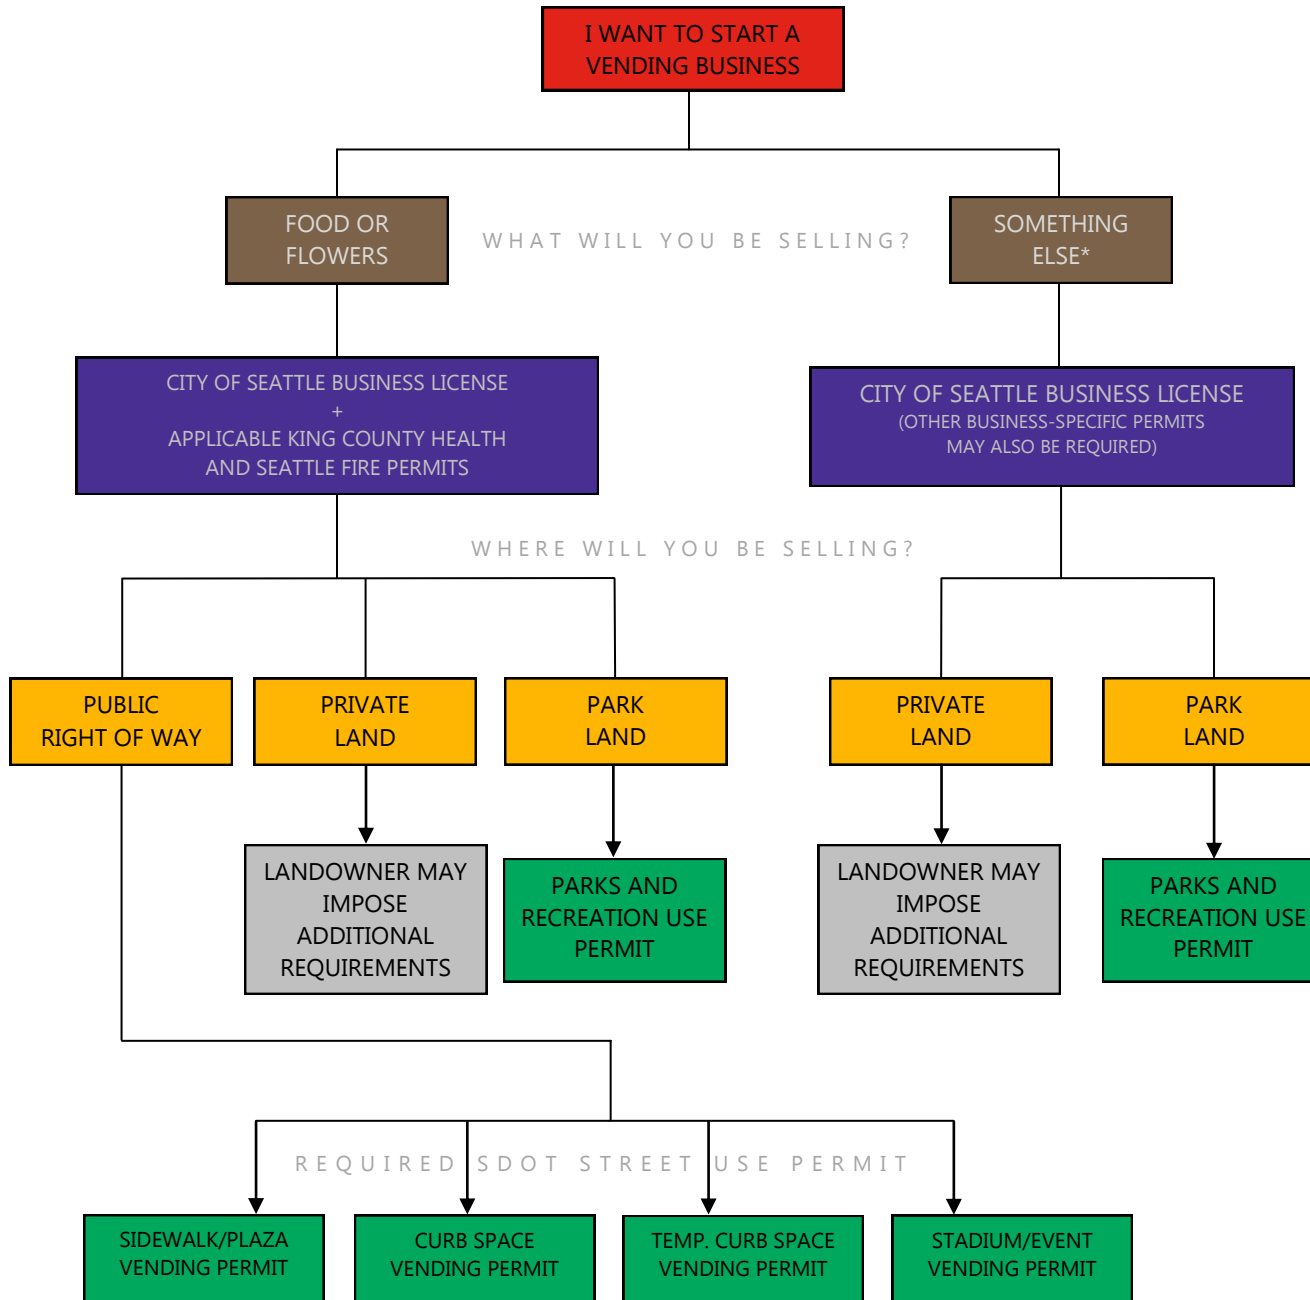 I WANT TO START A
VENDING BUSINESS
FOOD OR
FLOWERS
WHAT WILL YOU BE SELLING?
SOMETHING
ELSE*
CITY OF SEATTLE BUSINESS LICENSE
+
APPLICABLE KING COUNTY HEALTH
AND SEATTLE FIRE PERMITS
CITY OF SEATTLE BUSINESS LICENSE
(OTHER BUSINESS-SPECIFIC PERMITS
MAY ALSO BE REQUIRED)
WHERE WILL YOU BE SELLING?
PUBLIC
RIGHT OF WAY
PRIVATE
LAND
PARK
LAND
PRIVATE
LAND
PARK
LAND
LANDOWNER MAY
IMPOSE
ADDITIONAL
REQUIREMENTS
PARKS AND
RECREATION USE
PERMIT
LANDOWNER MAY
IMPOSE
ADDITIONAL
REQUIREMENTS
PARKS AND
RECREATION USE
PERMIT
REQUIRED SDOT STREET USE PERMIT
SIDEWALK/PLAZA
VENDING PERMIT
CURB SPACE
VENDING PERMIT
TEMP. CURB SPACE
VENDING PERMIT
STADIUM/EVENT
VENDING PERMIT